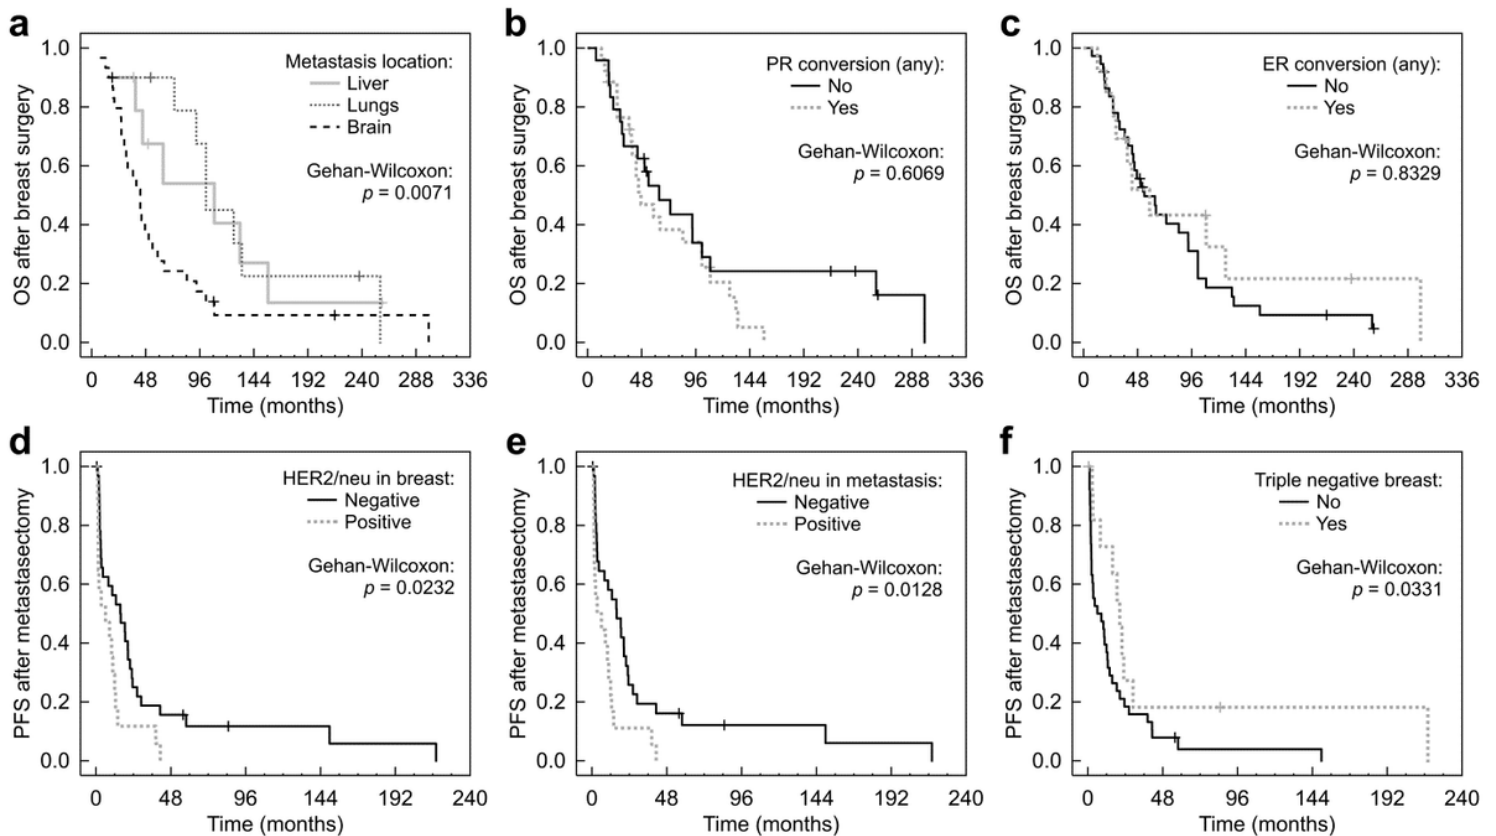 a
OS after breast surgery
1.0
0.8
0.6
0.4
0.2
0.0
Metastasis location:
Liver
Lungs
Brain
Gehan-Wilcoxon:
p = 0.0071
0 48 96 144 192 240 288 336
Time (months)
b
OS after breast surgery
1.0
0.8
0.6
0.4
0.2
0.0
PR conversion (any):
No
Yes
Gehan-Wilcoxon:
p = 0.6069
0 48 96 144 192 240 288 336
Time (months)
c
OS after breast surgery
1.0
0.8
0.6
0.4
0.2
0.0
ER conversion (any):
No
Yes
Gehan-Wilcoxon:
p = 0.8329
0 48 96 144 192 240 288 336
Time (months)
d
PFS after metastasectomy
1.0
0.8
0.6
0.4
0.2
0.0
HER2/neu in breast:
Negative
Positive
Gehan-Wilcoxon:
p = 0.0232
0 48 96 144 192 240
Time (months)
e
PFS after metastasectomy
1.0
0.8
0.6
0.4
0.2
0.0
HER2/neu in metastasis:
Negative
Positive
Gehan-Wilcoxon:
p = 0.0128
0 48 96 144 192 240
Time (months)
f
PFS after metastasectomy
1.0
0.8
0.6
0.4
0.2
0.0
Triple negative breast:
No
Yes
Gehan-Wilcoxon:
p = 0.0331
0 48 96 144 192 240
Time (months)